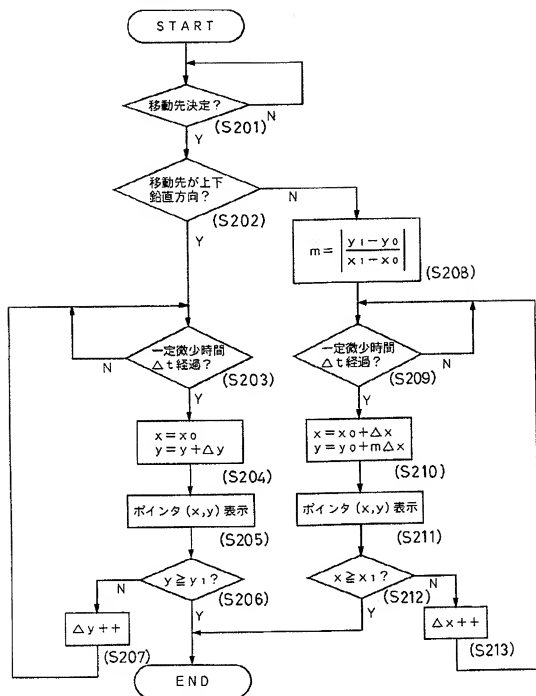 START
移動先決定?
N
(S201)
Y
移動先が上下
鉛直方向?
N
(S202)
Y
m=|y1-y0/x1-x0|
(S208)
一定微少時間
Δt経過?
N
(S203)
Y
x=x0
y=y+Δy
(S204)
ポインタ(x,y)表示
(S205)
y≧y1?
N
(S206)
Y
Δy++
(S207)
一定微少時間
Δt経過?
N
(S209)
Y
x=x0+Δx
y=y0+mΔx
(S210)
ポインタ(x,y)表示
(S211)
x≧x1?
N
(S212)
Y
Δx++
(S213)
END